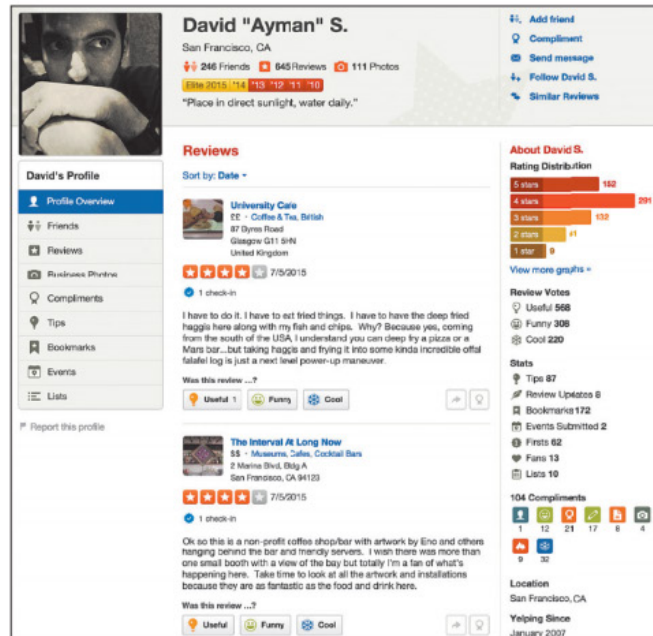 David "Ayman" S.
San Francisco, CA
246 Friends 645 Reviews 111 Photos
Elite 2015 '14 '13 '12 '11 '10
"Place in direct sunlight, water daily."
Add friend
Compliment
Send message
Follow David S.
Similar Reviews
David's Profile
Profile Overview
Friends
Reviews
Business Photos
Compliments
Tips
Bookmarks
Events
Lists
Report this profile
Reviews
Sort by: Date
University Cafe
££ · Coffee & Tea, British
87 Byres Road
Glasgow G11 5HN
United Kingdom
7/5/2015
1 check-in
I have to do it. I have to eat fried things. I have to have the deep fried
haggis here along with my fish and chips. Why? Because yes, coming
from the south of the USA, I understand you can deep fry a pizza or a
Mars bar...but taking haggis and frying it into some kinda incredible offal
falafel log is just a next level power-up maneuver.
Was this review ...?
Useful 1 Funny Cool
The Interval At Long Now
$$ · Museums, Cafes, Cocktail Bars
2 Marina Blvd, Bldg A
San Francisco, CA 94123
7/5/2015
1 check-in
Ok so this is a non-profit coffee shop/bar with artwork by Eno and others
hanging behind the bar and friendly servers. I wish there was more than
one small booth with a view of the bay but totally I'm a fan of what's
happening here. Take time to look at all the artwork and installations
because they are as fantastic as the food and drink here.
Was this review ...?
Useful Funny Cool
About David S.
Rating Distribution
5 stars 152
4 stars 291
3 stars 132
2 stars 61
1 star 9
View more graphs »
Review Votes
Useful 568
Funny 308
Cool 220
Stats
Tips 87
Review Updates 8
Bookmarks 172
Events Submitted 2
Firsts 62
Fans 13
Lists 10
104 Compliments
1 12 21 17 8 4
9 32
Location
San Francisco, CA
Yelping Since
January 2007